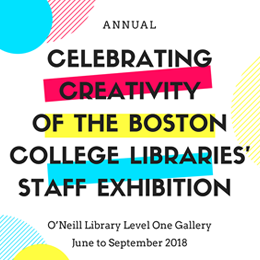 ANNUAL
CELEBRATING
CREATIVITY
OF THE BOSTON
COLLEGE LIBRARIES'
STAFF EXHIBITION
O’Neill Library Level One Gallery
June to September 2018